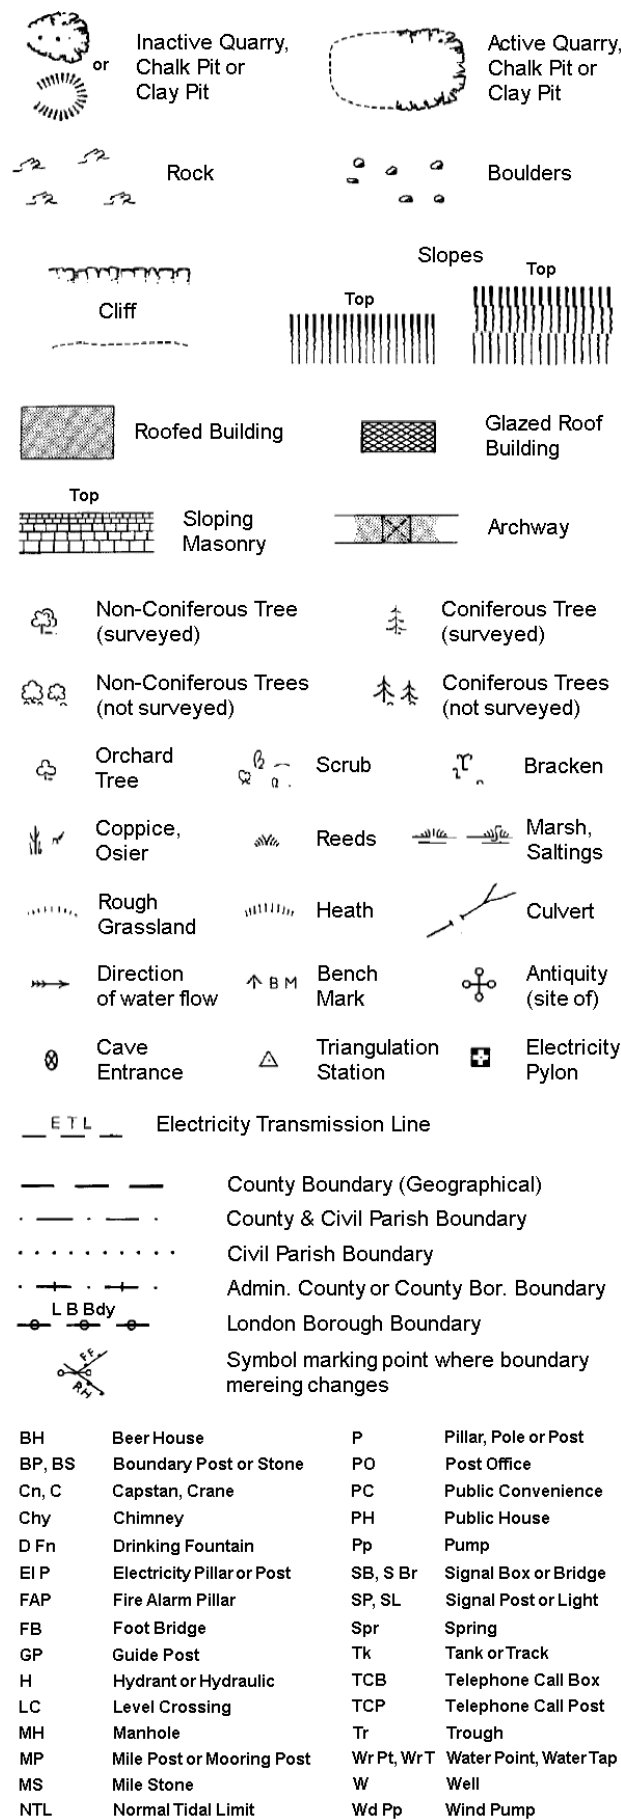 or
Inactive Quarry,
Chalk Pit or
Clay Pit
Active Quarry,
Chalk Pit or
Clay Pit
Rock
Boulders
Slopes
Top
Top
Cliff
Roofed Building
Glazed Roof
Building
Top
Sloping
Masonry
Archway
Non-Coniferous Tree
(surveyed)
Coniferous Tree
(surveyed)
Non-Coniferous Trees
(not surveyed)
Coniferous Trees
(not surveyed)
Orchard
Tree
Scrub
Bracken
Coppice,
Osier
Reeds
Marsh,
Saltings
Rough
Grassland
Heath
Culvert
Direction
of water flow
B M
Bench
Mark
Antiquity
(site of)
Cave
Entrance
Triangulation
Station
Electricity
Pylon
E T L
Electricity Transmission Line
County Boundary (Geographical)
County & Civil Parish Boundary
Civil Parish Boundary
Admin. County or County Bor. Boundary
L B Bdy
London Borough Boundary
FF
RH
Symbol marking point where boundary
mereing changes
BH Beer House
BP, BS Boundary Post or Stone
Cn, C Capstan, Crane
Chy Chimney
D Fn Drinking Fountain
El P Electricity Pillar or Post
FAP Fire Alarm Pillar
FB Foot Bridge
GP Guide Post
H Hydrant or Hydraulic
LC Level Crossing
MH Manhole
MP Mile Post or Mooring Post
MS Mile Stone
NTL Normal Tidal Limit
P Pillar, Pole or Post
PO Post Office
PC Public Convenience
PH Public House
Pp Pump
SB, S Br Signal Box or Bridge
SP, SL Signal Post or Light
Spr Spring
Tk Tank or Track
TCB Telephone Call Box
TCP Telephone Call Post
Tr Trough
Wr Pt, Wr T Water Point, Water Tap
W Well
Wd Pp Wind Pump